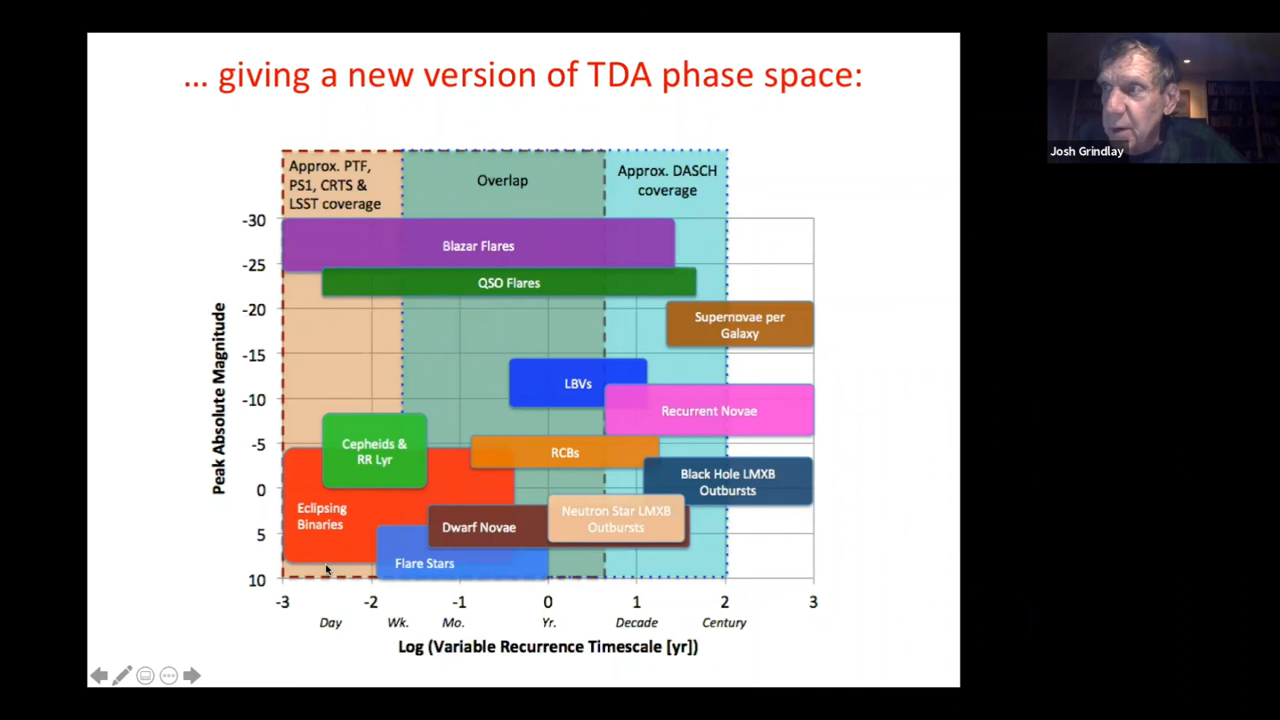 ... giving a new version of TDA phase space:
Josh Grindlay
Approx. PTF,
PS1, CRTS &
LSST coverage
Overlap
Approx. DASCH
coverage
Peak Absolute Magnitude
-30
-25
-20
-15
-10
-5
0
5
10
Blazar Flares
QSO Flares
Supernovae per
Galaxy
LBVs
Recurrent Novae
Cepheids &
RR Lyr
RCBs
Black Hole LMXB
Outbursts
Eclipsing
Binaries
Dwarf Novae
Neutron Star LMXB
Outbursts
Flare Stars
-3 -2 -1 0 1 2 3
Day Wk. Mo. Yr. Decade Century
Log (Variable Recurrence Timescale [yr])